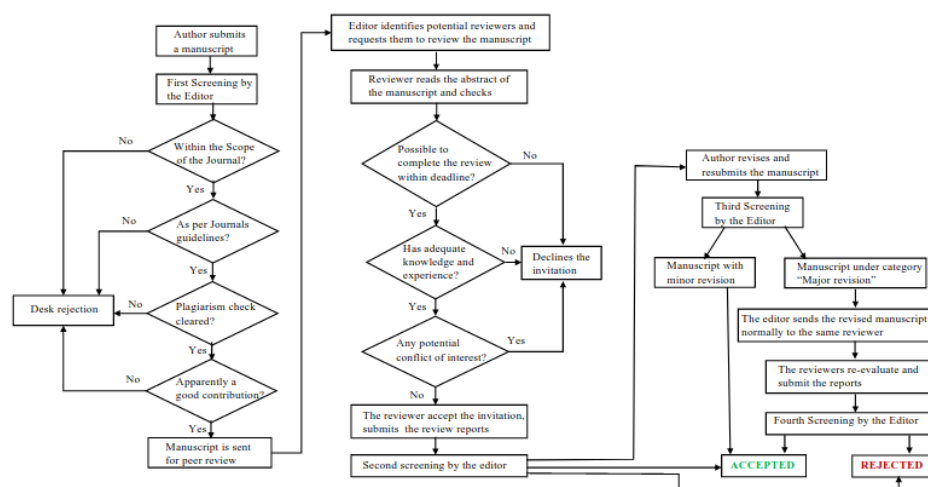 Author submits
a manuscript
First Screening by
the Editor
No
Within the Scope
of the Journal?
Yes
No
As per Journals
guidelines?
Yes
Desk rejection
No
Plagiarism check
cleared?
Yes
No
Apparently a
good contribution?
Yes
Manuscript is sent
for peer review
Editor identifies potential reviewers and
requests them to review the manuscript
Reviewer reads the abstract of
the manuscript and checks
Possible to
complete the review
within deadline?
No
Yes
Has adequate
knowledge and
experience?
No
Declines the
invitation
Yes
Any potential
conflict of interest?
Yes
No
The reviewer accept the invitation,
submits the review reports
Second screening by the editor
Author revises and
resubmits the manuscript
Third Screening
by the Editor
Manuscript with
minor revision
Manuscript under category
“Major revision”
The editor sends the revised manuscript
normally to the same reviewer
The reviewers re-evaluate and
submit the reports
Fourth Screening by the Editor
ACCEPTED
REJECTED